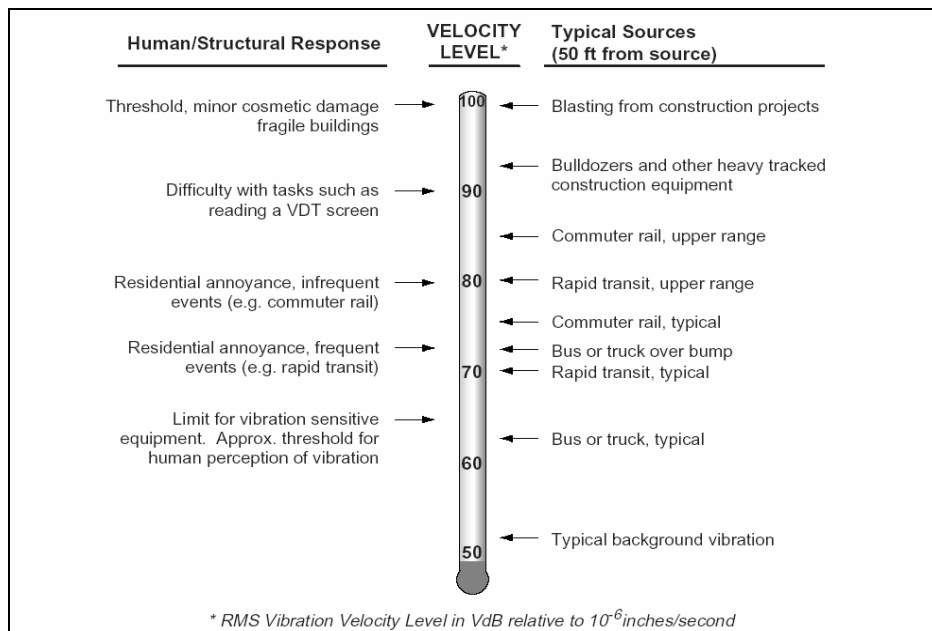 Human/Structural Response
VELOCITY
LEVEL*
Typical Sources
(50 ft from source)
Threshold, minor cosmetic damage
fragile buildings
100
Blasting from construction projects
Bulldozers and other heavy tracked
construction equipment
Difficulty with tasks such as
reading a VDT screen
90
Commuter rail, upper range
Residential annoyance, infrequent
events (e.g. commuter rail)
80
Rapid transit, upper range
Commuter rail, typical
Residential annoyance, frequent
events (e.g. rapid transit)
Bus or truck over bump
70
Rapid transit, typical
Limit for vibration sensitive
equipment. Approx. threshold for
human perception of vibration
Bus or truck, typical
60
Typical background vibration
50
* RMS Vibration Velocity Level in VdB relative to 10-6 inches/second